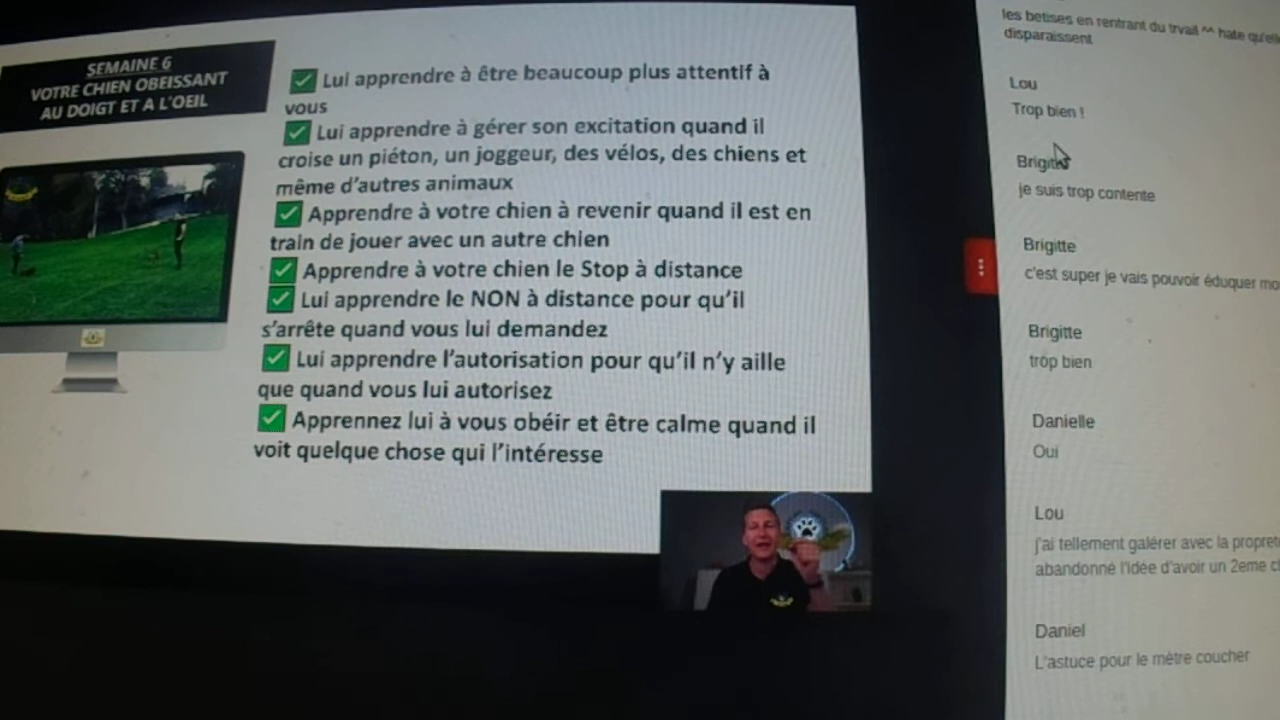 SEMAINE 6
VOTRE CHIEN OBEISSANT
AU DOIGT ET A L'OEIL
Lui apprendre à être beaucoup plus attentif à
vous
Lui apprendre à gérer son excitation quand il
croise un piéton, un joggeur, des vélos, des chiens et
même d'autres animaux
Apprendre à votre chien à revenir quand il est en
train de jouer avec un autre chien
Apprendre à votre chien le Stop à distance
Lui apprendre le NON à distance pour qu'il
s'arrête quand vous lui demandez
Lui apprendre l'autorisation pour qu'il n'y aille
que quand vous lui autorisez
Apprennez lui à vous obéir et être calme quand il
voit quelque chose qui l'intéresse
les betises en rentrant du trvail ^^ hate
disparaissent
Lou
Trop bien !
Brigitte
je suis trop contente
Brigitte
c'est super je vais pouvoir éduquer
Brigitte
trop bien
Danielle
Oui
Lou
j'ai tellement galérer avec la
abandonné l'idée d'avoir un 2eme
Daniel
L'astuce pour le mètre coucher